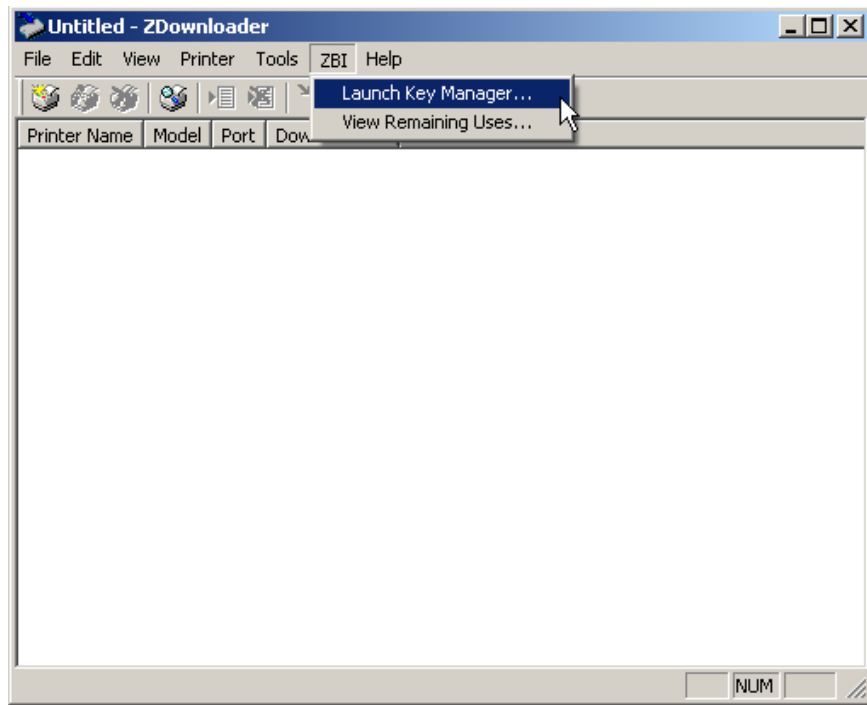 Untitled - ZDownloader
File Edit View Printer Tools ZBI Help
Launch Key Manager...
View Remaining Uses...
Printer Name Model Port
NUM